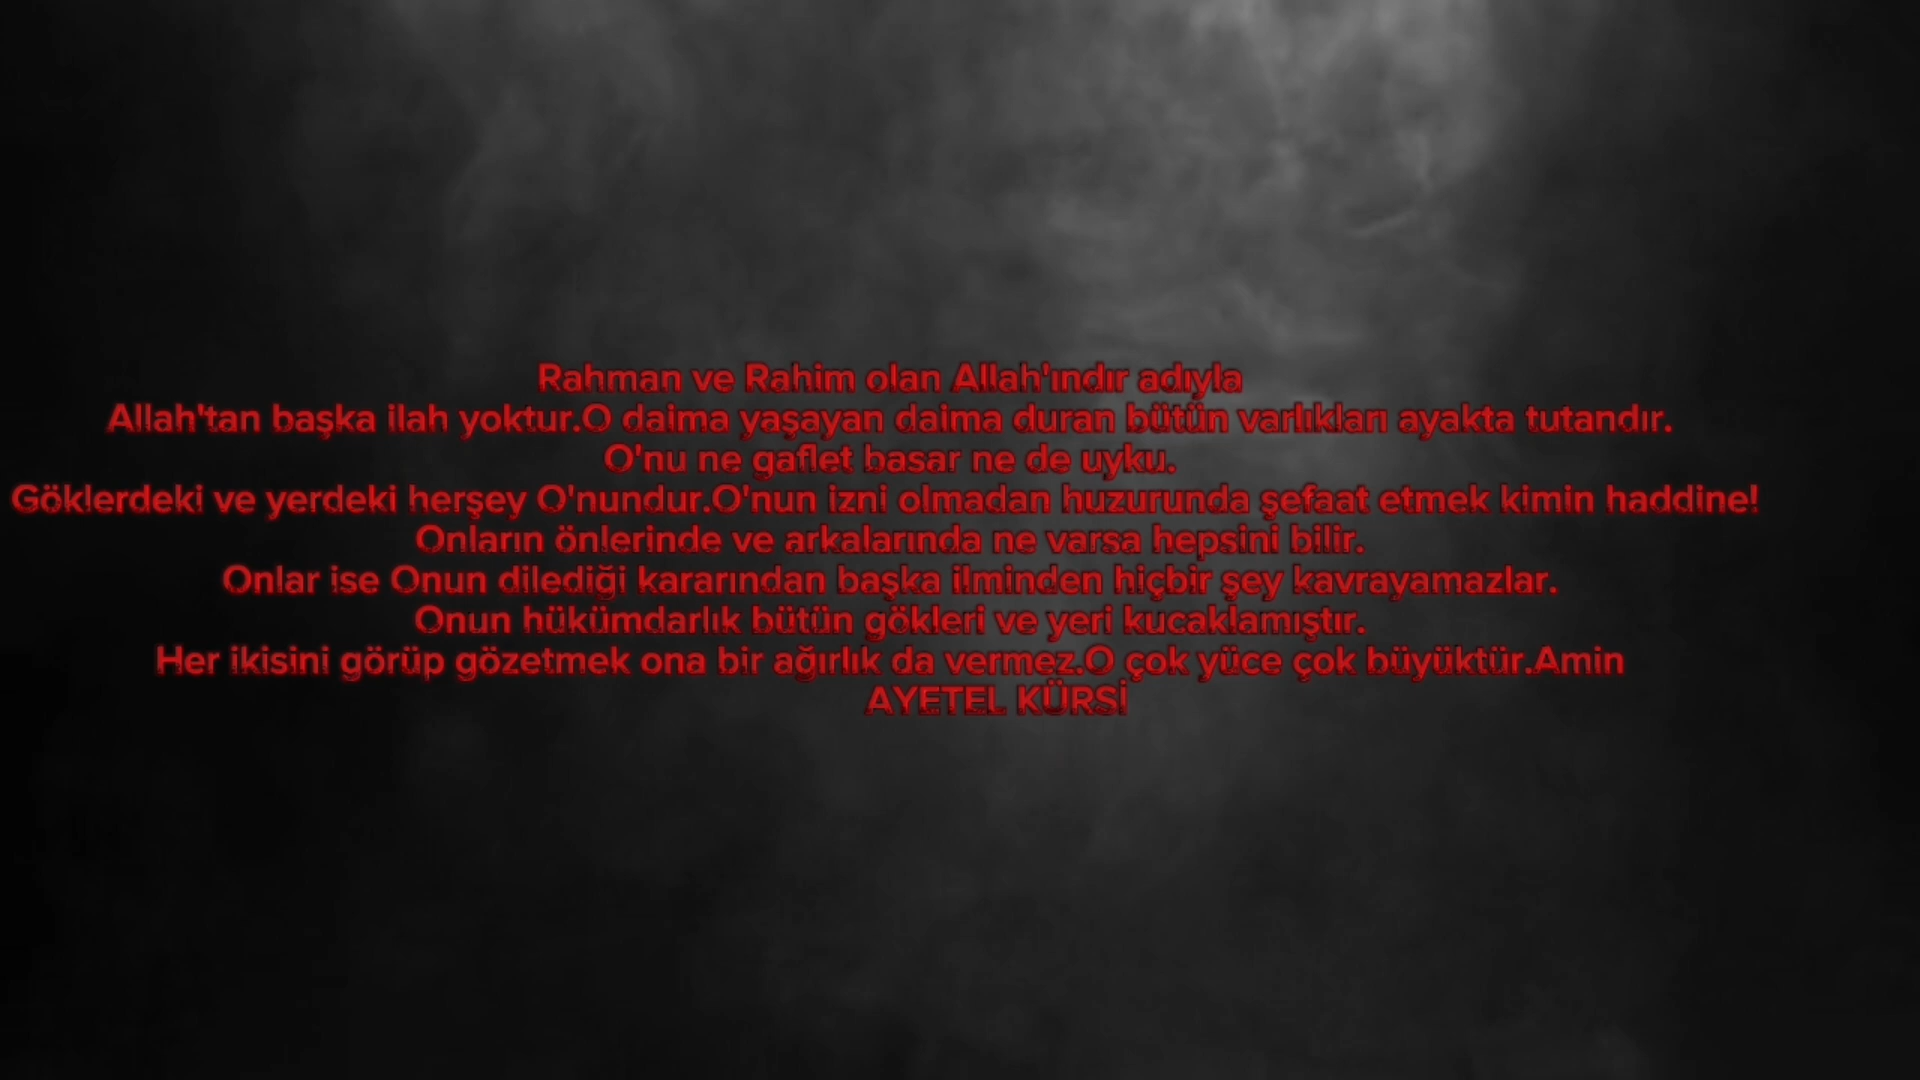 Rahman ve Rahim olan Allah'ındır adıyla
Allah'tan başka ilah yoktur.O daima yaşayan daima duran bütün varlıkları ayakta tutandır.
O'nu ne gaflet basar ne de uyku.
Göklerdeki ve yerdeki herşey O'nundur.O'nun izni olmadan huzurunda şefaat etmek kimin haddine!
Onların önlerinde ve arkalarında ne varsa hepsini bilir.
Onlar ise Onun dilediği kararından başka ilminden hiçbir şey kavrayamazlar.
Onun hükümdarlık bütün gökleri ve yeri kucaklamıştır.
Her ikisini görüp gözetmek ona bir ağırlık da vermez.O çok yüce çok büyüktür.Amin
AYETEL KÜRSİ